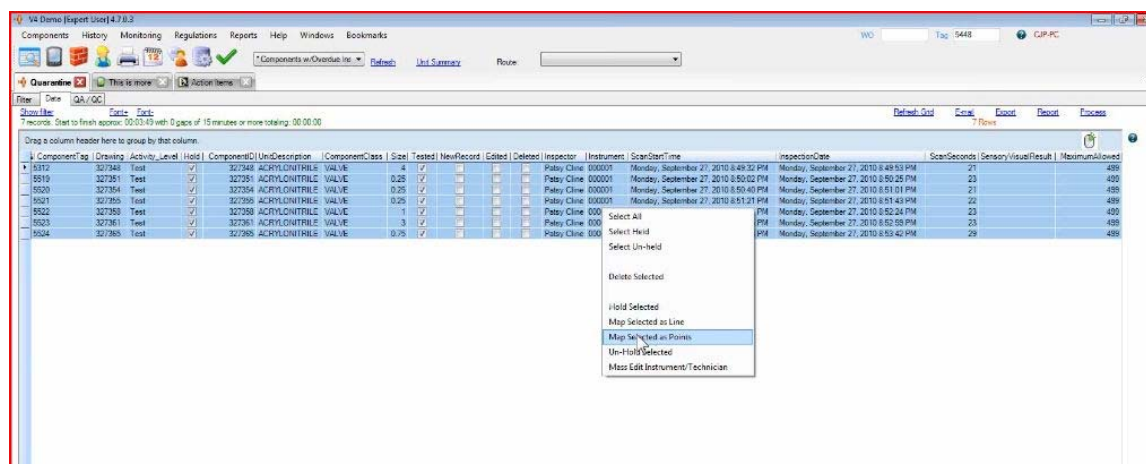 V4 Demo [Expert User] 4.7.0.3
Components History Monitoring Regulations Reports Help Windows Bookmarks
WO Tag 5448 CJP-PC
* Components w/Overdue Ins Refresh Unit Summary Route
Quarantine This is more Action Items
Filter Data QA / QC
Show filter Font+ Font-
Refresh Grid Email Export Report Process
7 records. Start to finish approx: 00:03:49 with 0 gaps of 15 minutes or more totaling: 00:00:00
7 Rows
Drag a column header here to group by that column.
ComponentTag Drawing Activity_Level Hold ComponentID UnitDescription ComponentClass Size Tested NewRecord Edited Deleted Inspector Instrument ScanStartTime InspectionDate ScanSeconds SensoryVisualResult MaximumAllowed
5312 327348 Test 327348 ACRYLONITRILE VALVE 4 Patsy Cline 000001 Monday, September 27, 2010 8:49:32 PM Monday, September 27, 2010 8:49:53 PM 21 499
5519 327351 Test 327351 ACRYLONITRILE VALVE 0.25 Patsy Cline 000001 Monday, September 27, 2010 8:50:02 PM Monday, September 27, 2010 8:50:25 PM 23 499
5520 327354 Test 327354 ACRYLONITRILE VALVE 0.25 Patsy Cline 000001 Monday, September 27, 2010 8:50:40 PM Monday, September 27, 2010 8:51:01 PM 21 499
5521 327355 Test 327355 ACRYLONITRILE VALVE 0.25 Patsy Cline 000001 Monday, September 27, 2010 8:51:21 PM Monday, September 27, 2010 8:51:43 PM 22 499
5522 327358 Test 327358 ACRYLONITRILE VALVE 1 Patsy Cline 000 PM Monday, September 27, 2010 8:52:24 PM 23 499
5523 327361 Test 327361 ACRYLONITRILE VALVE 3 Patsy Cline 000 PM Monday, September 27, 2010 8:52:59 PM 23 499
5524 327365 Test 327365 ACRYLONITRILE VALVE 0.75 Patsy Cline 000 PM Monday, September 27, 2010 8:53:42 PM 29 499
Select All
Select Held
Select Un-held
Delete Selected
Hold Selected
Map Selected as Line
Map Selected as Points
Un-Hold Selected
Mass Edit Instrument/Technician